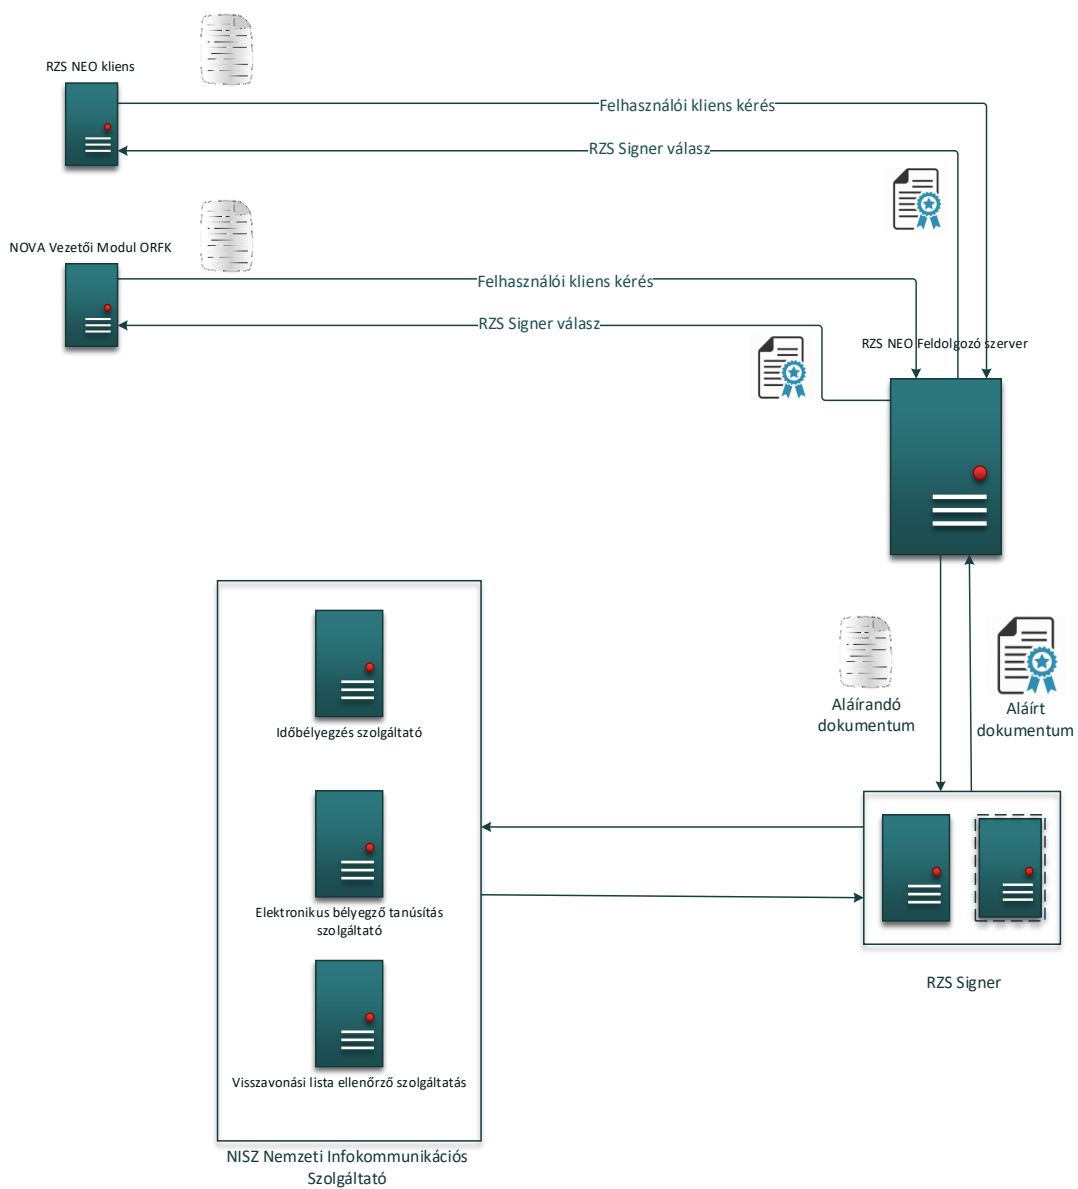 RZS NEO kliens
Felhasználói kliens kérés
RZS Signer válasz
NOVA Vezetői Modul ORFK
Felhasználói kliens kérés
RZS Signer válasz
RZS NEO Feldolgozó szerver
Aláírandó
dokumentum
Aláírt
dokumentum
Időbélyegzés szolgáltató
Elektronikus bélyegző tanúsítás
szolgáltató
Visszavonási lista ellenőrző szolgáltatás
RZS Signer
NISZ Nemzeti Infokommunikációs
Szolgáltató